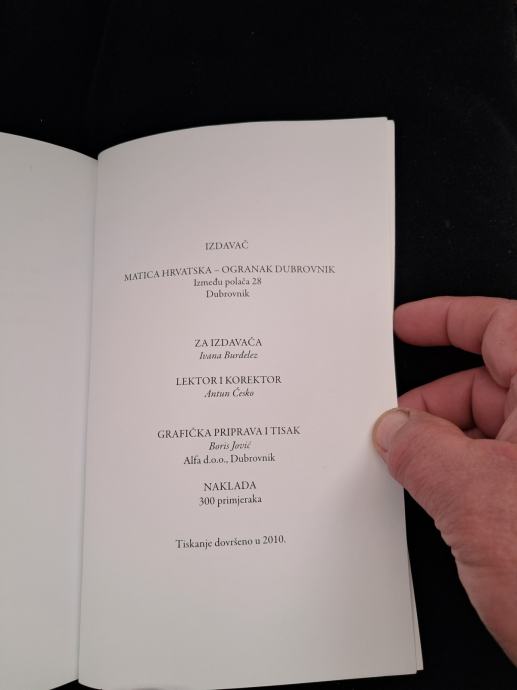 IZDAVAČ
MATICA HRVATSKA – OGRANAK DUBROVNIK
Između polača 28
Dubrovnik
ZA IZDAVAČA
Ivana Burđelez
LEKTOR I KOREKTOR
Antun Česko
GRAFIČKA PRIPRAVA I TISAK
Boris Jović
Alfa d.o.o., Dubrovnik
NAKLADA
300 primjeraka
Tiskanje dovršeno u 2010.